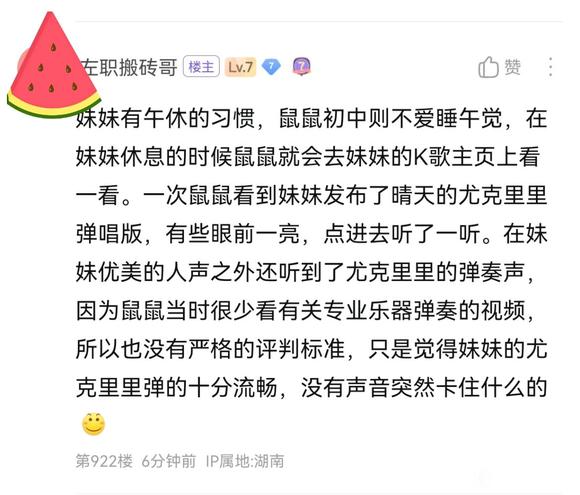 左职搬砖哥 楼主 Lv.7 7 7 赞
妹妹有午休的习惯，鼠鼠初中则不爱睡午觉，在
妹妹休息的时候鼠鼠就会去妹妹的K歌主页上看
一看。一次鼠鼠看到妹妹发布了晴天的尤克里里
弹唱版，有些眼前一亮，点进去听了一听。在妹
妹优美的人声之外还听到了尤克里里的弹奏声，
因为鼠鼠当时很少看有关专业乐器弹奏的视频，
所以也没有严格的评判标准，只是觉得妹妹的尤
克里里弹的十分流畅，没有声音突然卡住什么的
第922楼 6分钟前 IP属地:湖南